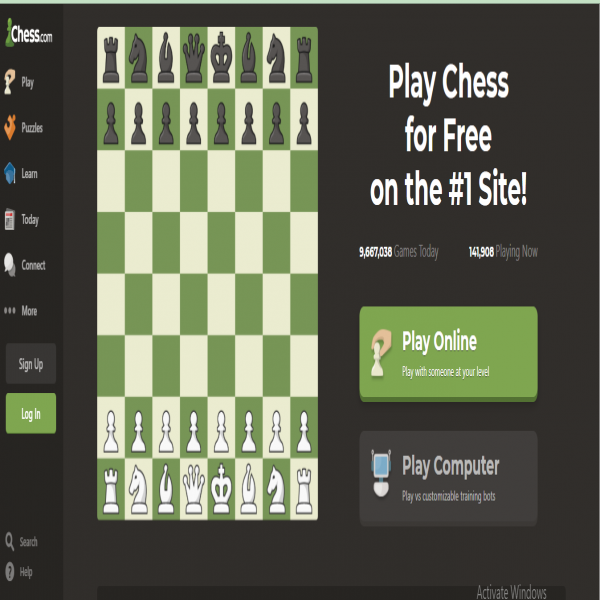 Chess.com
Play
Puzzles
Learn
Today
Connect
More
Sign Up
Log In
Search
Help
Play Chess
for Free
on the #1 Site!
9,667,038 Games Today 141,908 Playing Now
Play Online
Play with someone at your level
Play Computer
Play vs customizable training bots
Activate Windows